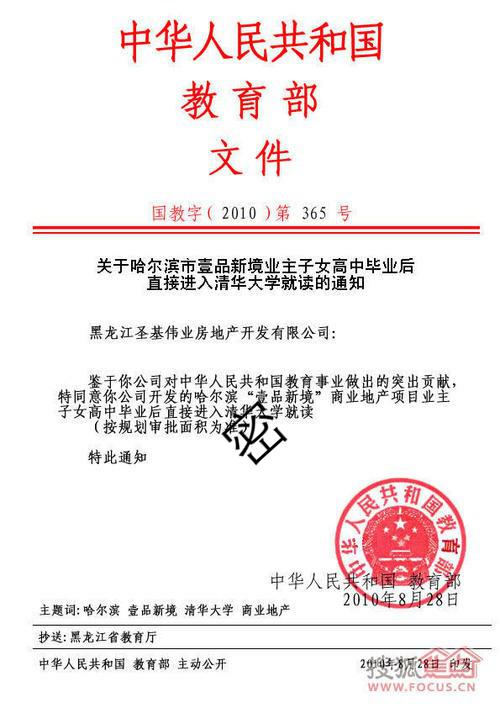 中华人民共和国
教育部
文件
国教字(2010)第 365 号
关于哈尔滨市壹品新境业主子女高中毕业后
直接进入清华大学就读的通知
黑龙江圣基伟业房地产开发有限公司:
鉴于你公司对中华人民共和国教育事业做出的突出贡献,
特同意你公司开发的哈尔滨“壹品新境”商业地产项目业主
子女高中毕业后直接进入清华大学就读
(按规划审批面积为准)
密
特此通知
中华人民共和国教育部
中华人民共和国 教育部
2010年8月28日
主题词:哈尔滨 壹品新境 清华大学 商业地产
抄送:黑龙江省教育厅
中华人民共和国 教育部 主动公开
2010年8月28日 印发
搜狐焦点
WWW.FOCUS.CN